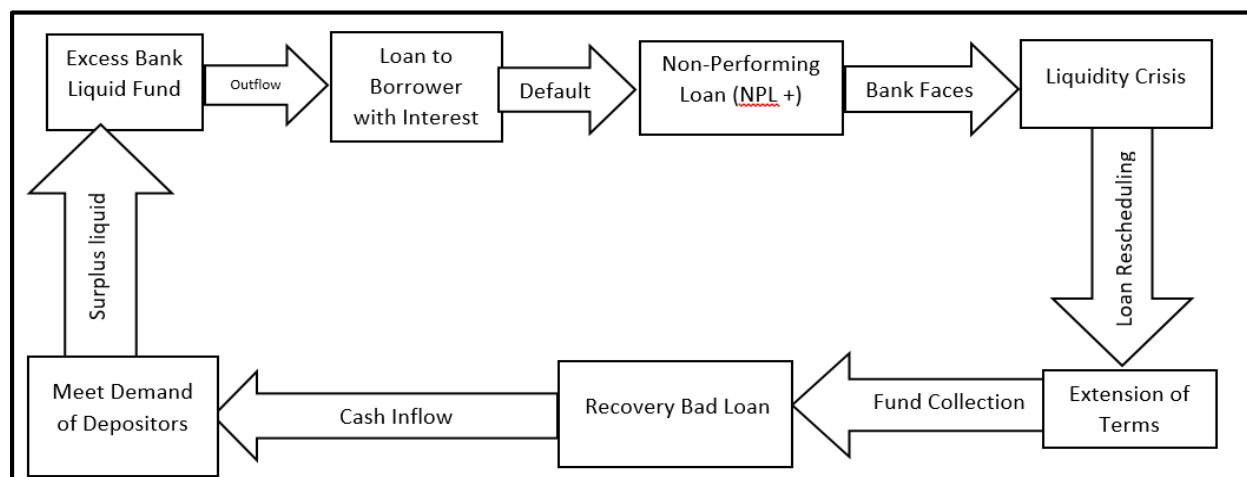 Excess Bank
Liquid Fund
Outflow
Loan to
Borrower
with Interest
Default
Non-Performing
Loan (NPL +)
Bank Faces
Liquidity Crisis
Loan Rescheduling
Extension of
Terms
Fund Collection
Recovery Bad Loan
Cash Inflow
Meet Demand
of Depositors
Surplus liquid